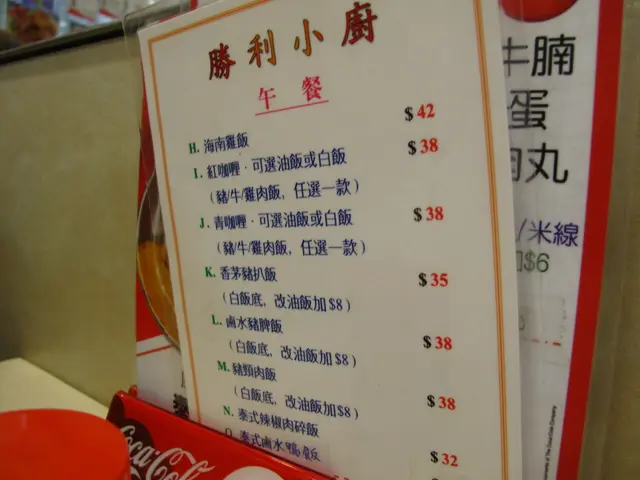 勝利小廚
午餐
H. 海南雞飯 $42
I. 紅咖喱·可選油飯或白飯 $38
(豬/牛/雞肉飯，任選一款)
J. 青咖喱·可選油飯或白飯 $38
(豬/牛/雞肉飯，任選一款)
K. 香茅豬扒飯 $35
(白飯底，改油飯加$8)
L. 鹵水豬脾飯 $38
(白飯底，改油飯加$8)
M. 豬頸肉飯 $38
(白飯底，改油飯加$8)
N. 泰式辣椒肉碎飯 $32
O. 泰式鹵水鴨飯
Coca-Cola
牛腩
蛋
肉丸
/米線
$6